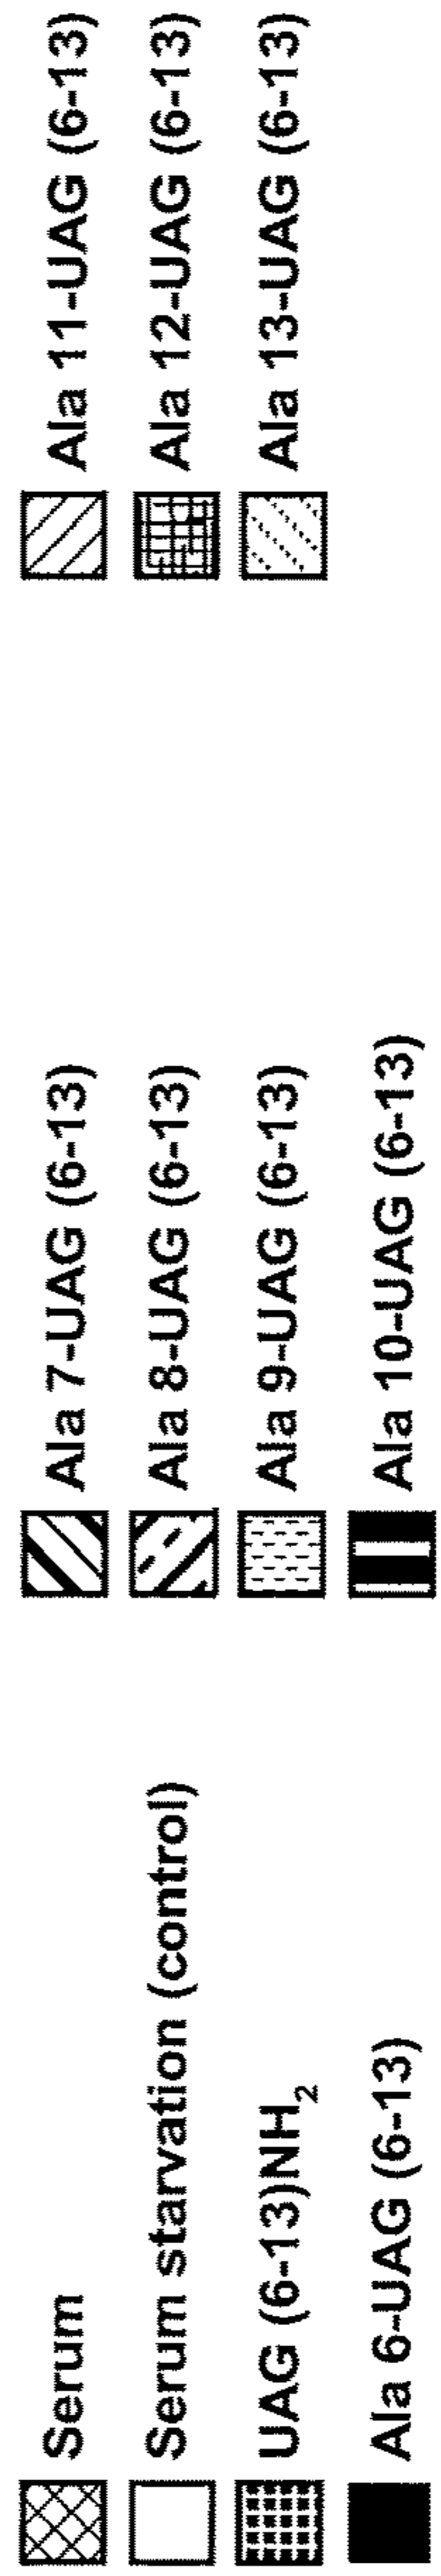 Serum
Serum starvation (control)
UAG (6-13)NH₂
Ala 6-UAG (6-13)
Ala 7-UAG (6-13)
Ala 8-UAG (6-13)
Ala 9-UAG (6-13)
Ala 10-UAG (6-13)
Ala 11-UAG (6-13)
Ala 12-UAG (6-13)
Ala 13-UAG (6-13)